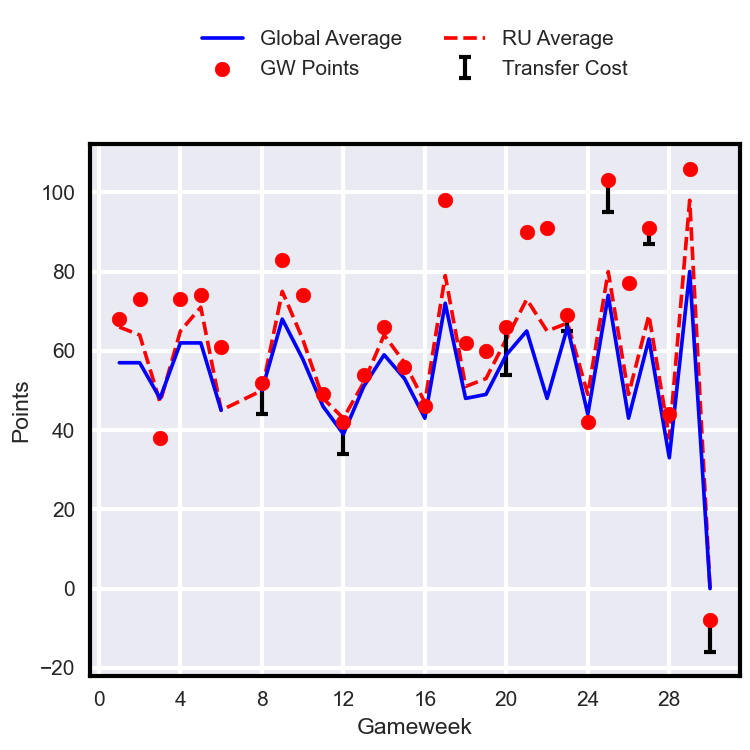 Global Average
RU Average
GW Points
Transfer Cost
100
80
60
40
20
0
−20
Points
0 4 8 12 16 20 24 28
Gameweek